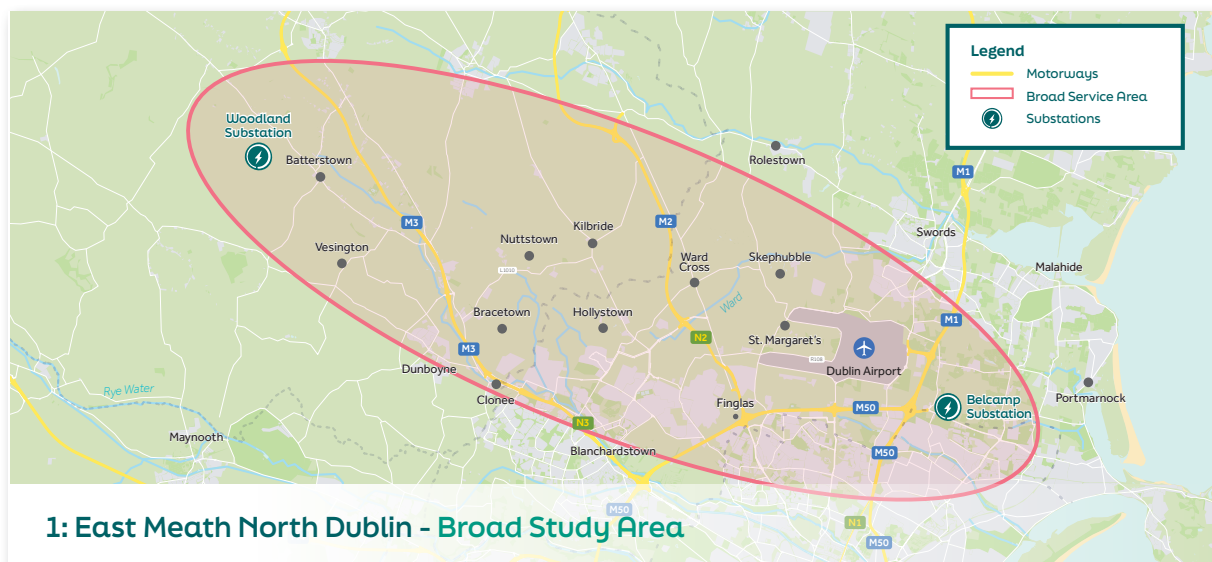 Legend
Motorways
Broad Service Area
Substations
Woodland
Substation
Batterstown
Rolestown
M1
M3
M2
Swords
Kilbride
Nuttstown
Vesington
Ward
Cross
Skephubble
Malahide
L1010
Ward
Bracetown
Hollystown
M1
N2
St. Margaret's
M3
R108
Dublin Airport
Dunboyne
Clonee
Rye Water
Finglas
M50
Belcamp
Substation
Portmarnock
N3
Maynooth
Blanchardstown
M50
M50
N1
M50
1: East Meath North Dublin - Broad Study Area